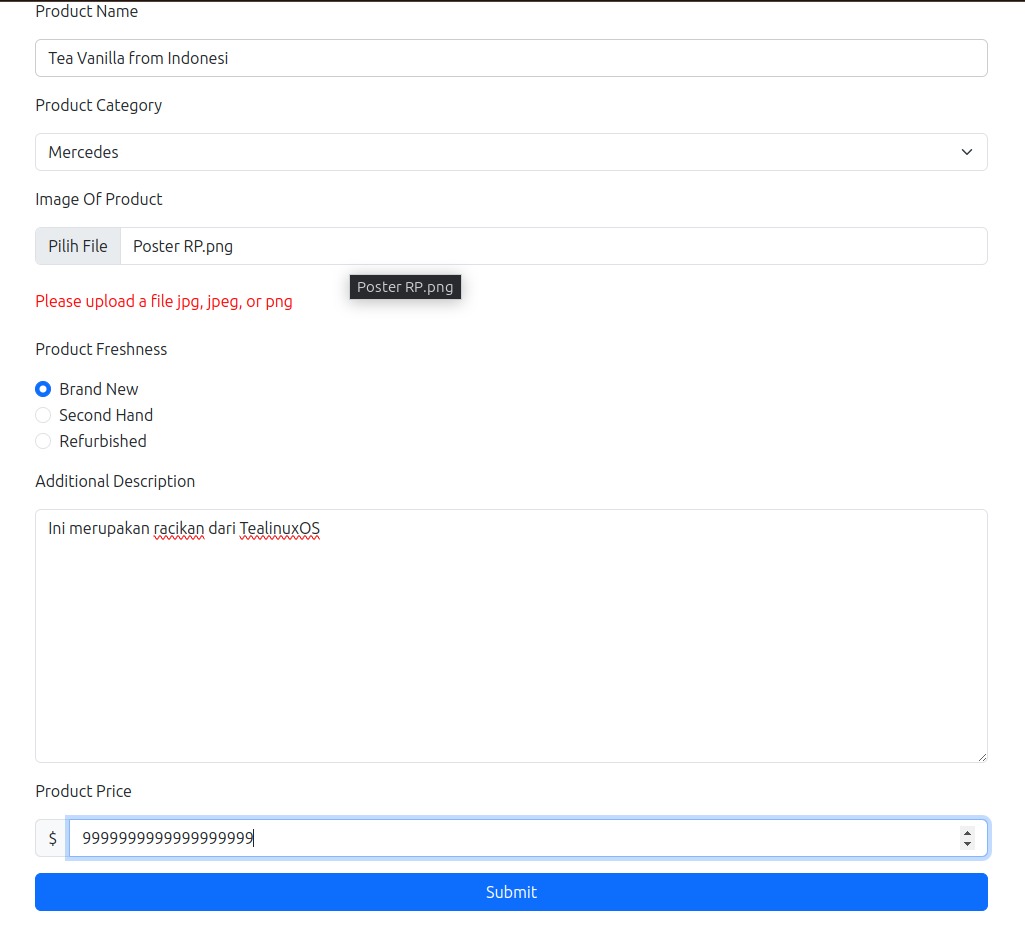 Product Name
Tea Vanilla from Indonesi
Product Category
Mercedes
Image Of Product
Pilih File Poster RP.png
Poster RP.png
Please upload a file jpg, jpeg, or png
Product Freshness
Brand New
Second Hand
Refurbished
Additional Description
Ini merupakan racikan dari TealinuxOS
Product Price
$ 9999999999999999999
Submit